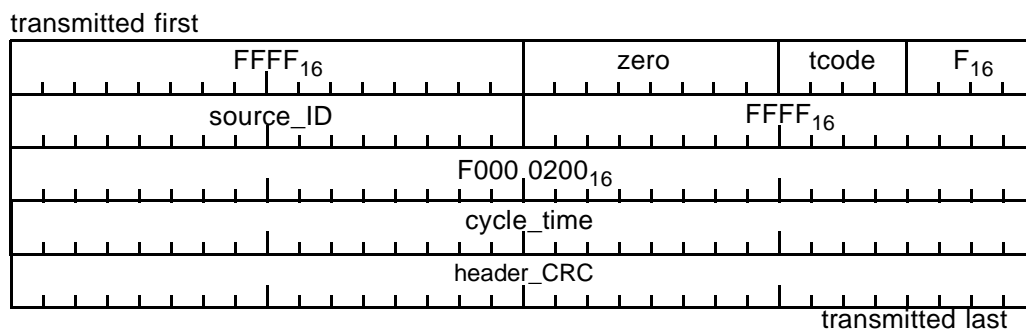 transmitted first
FFFF16 zero tcode F16
source_ID FFFF16
F000 020016
cycle_time
header_CRC
transmitted last